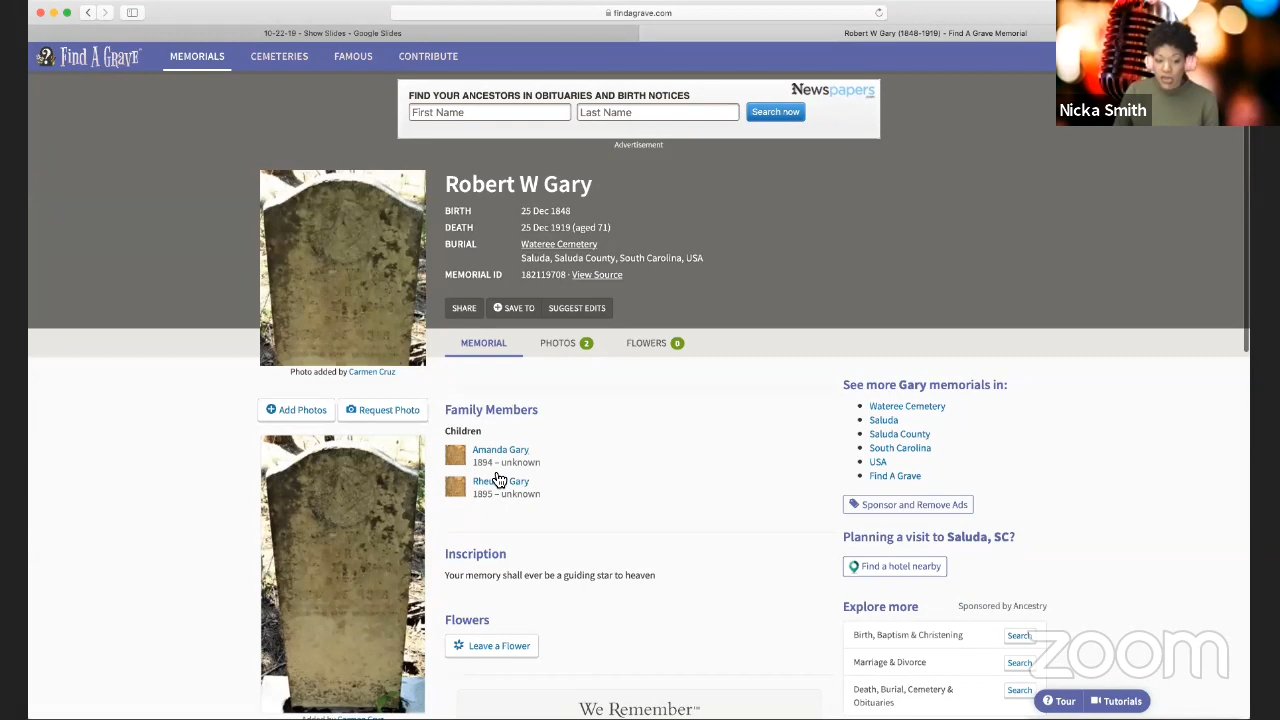 findagrave.com
10-22-19 - Show Slides - Google Slides
Robert W Gary (1848-1919) - Find A Grave Memorial
FIND A GRAVE
MEMORIALS
CEMETERIES
FAMOUS
CONTRIBUTE
Nicka Smith
FIND YOUR ANCESTORS IN OBITUARIES AND BIRTH NOTICES
Newspapers
First Name
Last Name
Search now
Advertisement
Robert W Gary
BIRTH 25 Dec 1848
DEATH 25 Dec 1919 (aged 71)
BURIAL Wateree Cemetery
Saluda, Saluda County, South Carolina, USA
MEMORIAL ID 182119708 · View Source
SHARE
SAVE TO
SUGGEST EDITS
MEMORIAL
PHOTOS 2
FLOWERS 0
Photo added by Carmen Cruz
Add Photos
Request Photo
Family Members
Children
Amanda Gary
1894 – unknown
Gary
1895 – unknown
Inscription
Your memory shall ever be a guiding star to heaven
Flowers
Leave a Flower
We Remember™
Added by Carmen Cruz
See more Gary memorials in:
Wateree Cemetery
Saluda
Saluda County
South Carolina
USA
Find A Grave
Sponsor and Remove Ads
Planning a visit to Saluda, SC?
Find a hotel nearby
Explore more
Sponsored by Ancestry
Birth, Baptism & Christening
Search
Marriage & Divorce
Search
Death, Burial, Cemetery &
Obituaries
Search
zoom
Tour
Tutorials